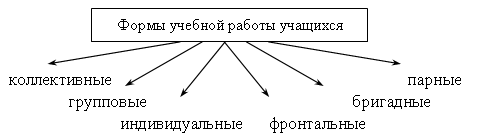 Формы учебной работы учащихся
коллективные
парные
групповые
бригадные
индивидуальные
фронтальные